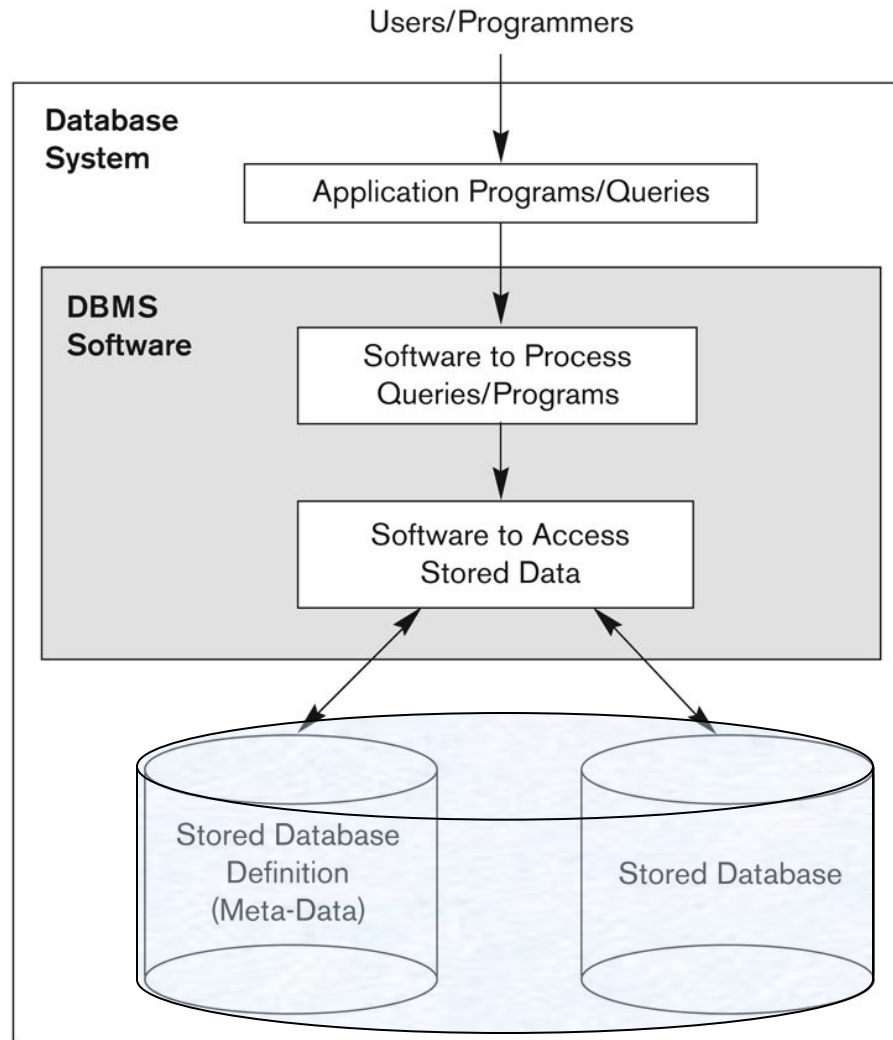 Users/Programmers
Database
System
Application Programs/Queries
DBMS
Software
Software to Process
Queries/Programs
Software to Access
Stored Data
Stored Database
Definition
(Meta-Data)
Stored Database